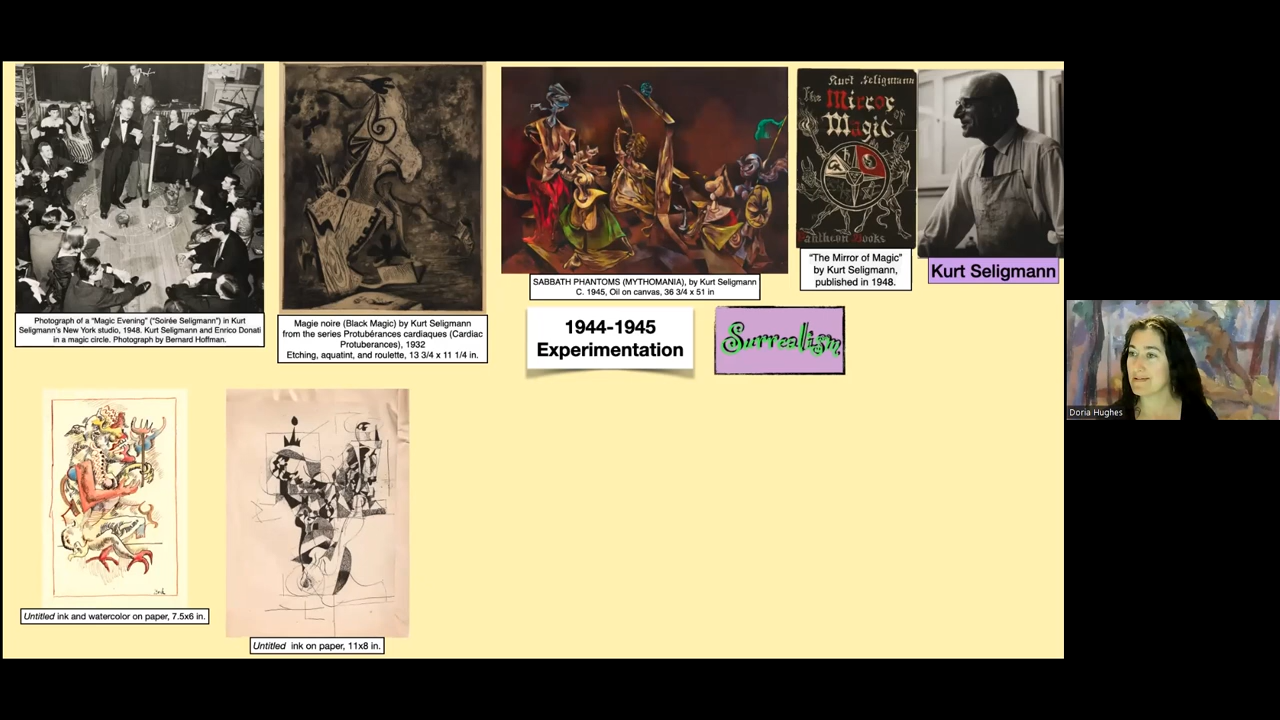 Photograph of a "Magic Evening" ("Soirée Seligmann") in Kurt
Seligmann's New York studio, 1948. Kurt Seligmann and Enrico Donati
in a magic circle. Photograph by Bernard Hoffman.
Magie noire (Black Magic) by Kurt Seligmann
from the series Protubérances cardiaques (Cardiac
Protuberances), 1932
Etching, aquatint, and roulette, 13 3/4 x 11 1/4 in.
SABBATH PHANTOMS (MYTHOMANIA), by Kurt Seligmann
C. 1945, Oil on canvas, 36 3/4 x 51 in
Kurt Seligmann
The Mirror
of
Magic
Pantheon Books
"The Mirror of Magic"
by Kurt Seligmann,
published in 1948.
Kurt Seligmann
1944-1945
Experimentation
Surrealism
Doria Hughes
Untitled ink and watercolor on paper, 7.5x6 in.
Untitled ink on paper, 11x8 in.